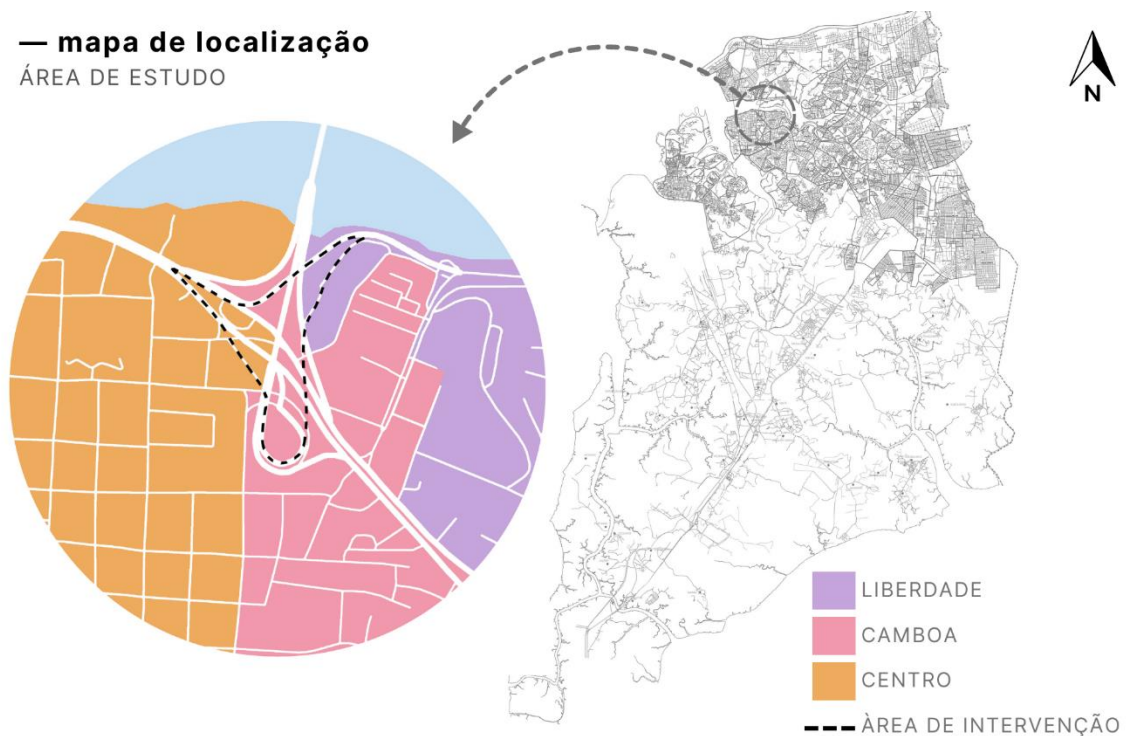 — mapa de localização
ÁREA DE ESTUDO
N
LIBERDADE
CAMBOA
CENTRO
ÀREA DE INTERVENÇÃO